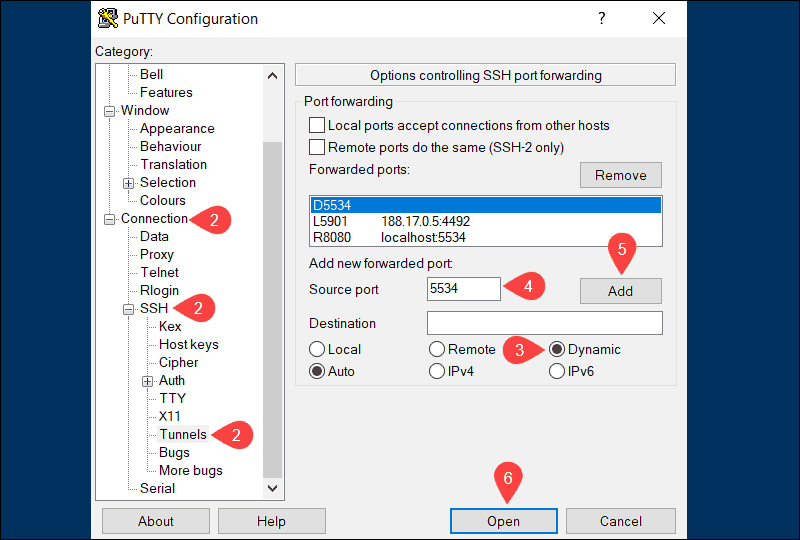 PuTTY Configuration
?
Category:
Bell
Features
Window
Appearance
Behaviour
Translation
Selection
Colours
Connection 2
Data
Proxy
Telnet
Rlogin
SSH 2
Kex
Host keys
Cipher
Auth
TTY
X11
Tunnels 2
Bugs
More bugs
Serial
Options controlling SSH port forwarding
Port forwarding
Local ports accept connections from other hosts
Remote ports do the same (SSH-2 only)
Forwarded ports:
Remove
D5534
L5901 188.17.0.5:4492
R8080 localhost:5534
5
Add new forwarded port:
Source port 5534 4 Add
Destination
Local Remote 3 Dynamic
Auto IPv4 IPv6
6
About Help Open Cancel